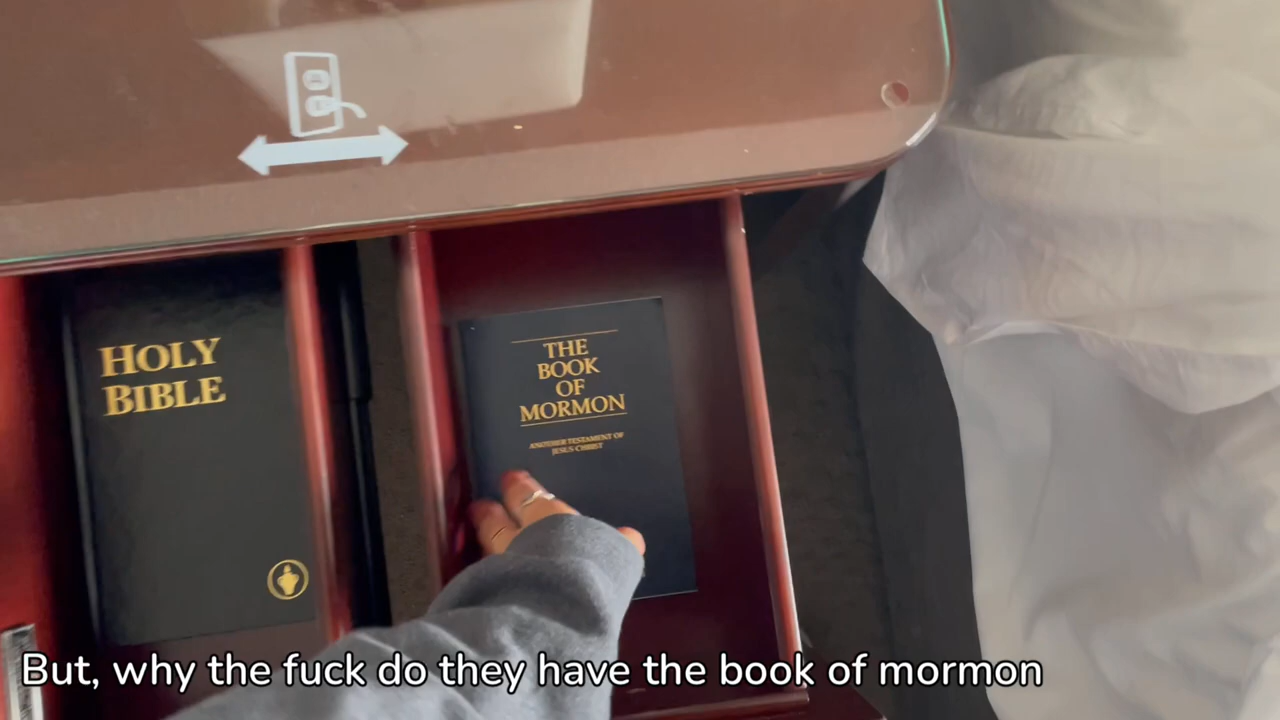 HOLY
BIBLE
THE
BOOK
OF
MORMON
ANOTHER TESTAMENT OF
JESUS CHRIST
But, why the fuck do they have the book of mormon